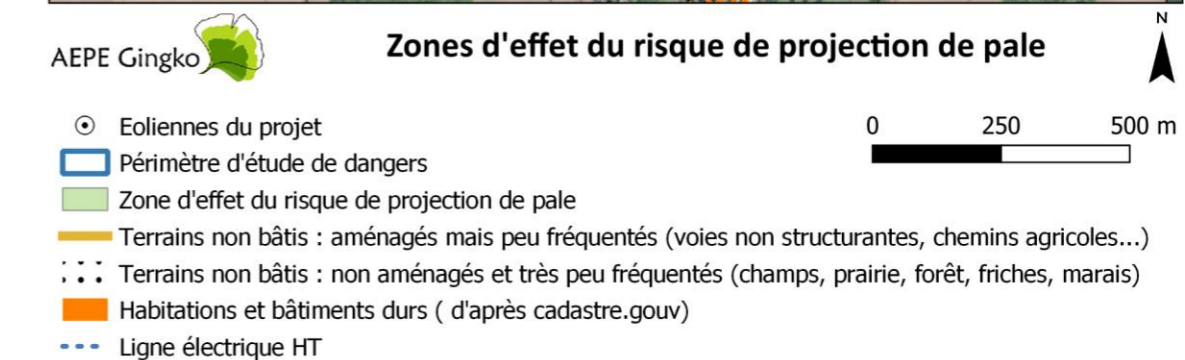 AEPE Gingko
Zones d'effet du risque de projection de pale
N
Eoliennes du projet
0 250 500 m
Périmètre d'étude de dangers
Zone d'effet du risque de projection de pale
Terrains non bâtis : aménagés mais peu fréquentés (voies non structurantes, chemins agricoles...)
Terrains non bâtis : non aménagés et très peu fréquentés (champs, prairie, forêt, friches, marais)
Habitations et bâtiments durs ( d'après cadastre.gouv)
Ligne électrique HT